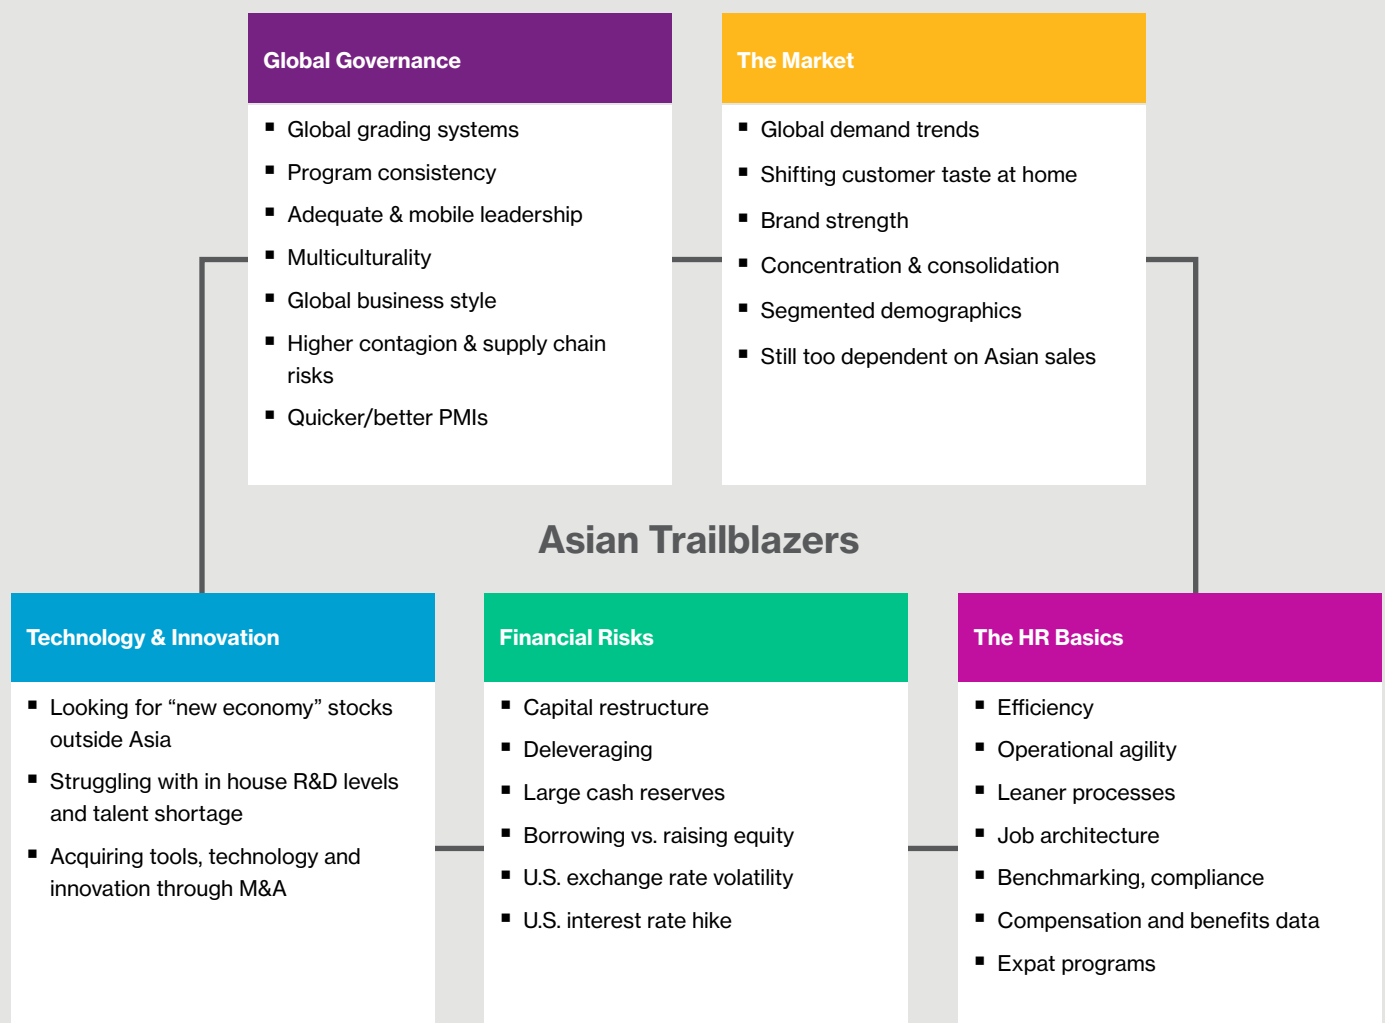 Global Governance
▪ Global grading systems
▪ Program consistency
▪ Adequate & mobile leadership
▪ Multiculturality
▪ Global business style
▪ Higher contagion & supply chain
risks
▪ Quicker/better PMIs
The Market
▪ Global demand trends
▪ Shifting customer taste at home
▪ Brand strength
▪ Concentration & consolidation
▪ Segmented demographics
▪ Still too dependent on Asian sales
Asian Trailblazers
Technology & Innovation
▪ Looking for “new economy” stocks
outside Asia
▪ Struggling with in house R&D levels
and talent shortage
▪ Acquiring tools, technology and
innovation through M&A
Financial Risks
▪ Capital restructure
▪ Deleveraging
▪ Large cash reserves
▪ Borrowing vs. raising equity
▪ U.S. exchange rate volatility
▪ U.S. interest rate hike
The HR Basics
▪ Efficiency
▪ Operational agility
▪ Leaner processes
▪ Job architecture
▪ Benchmarking, compliance
▪ Compensation and benefits data
▪ Expat programs